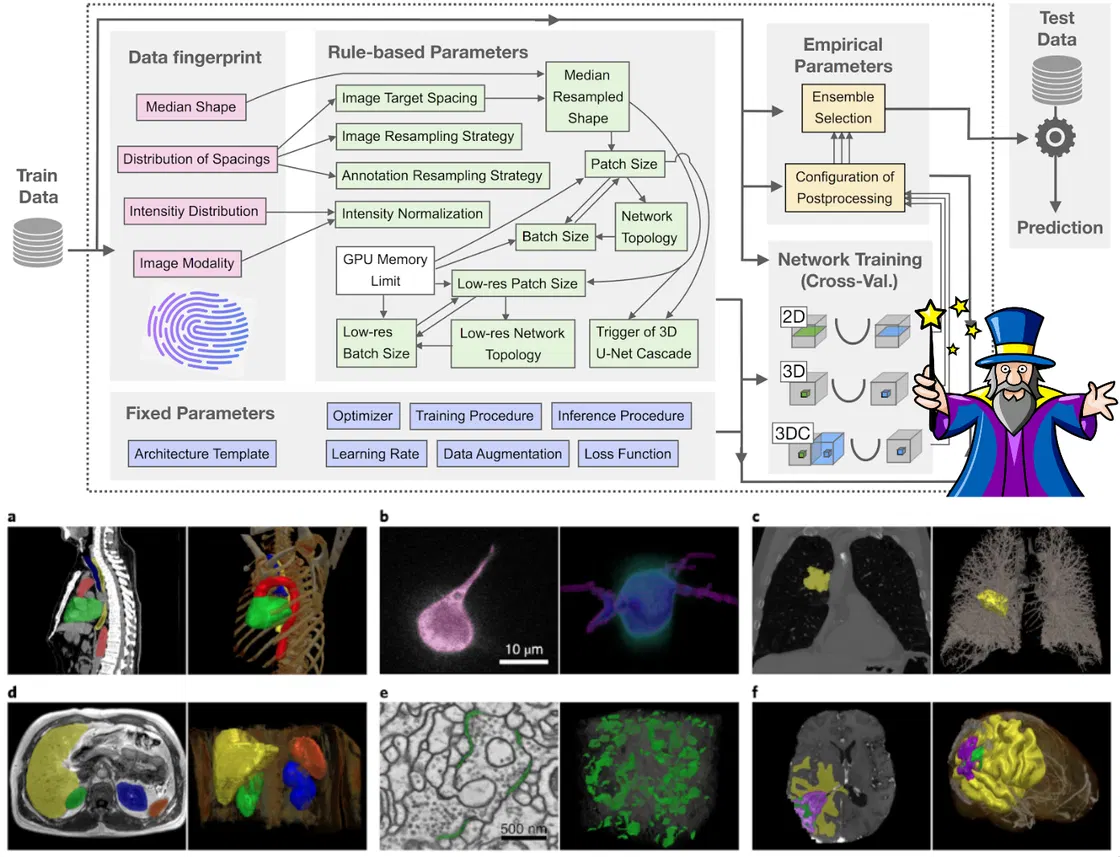 Train
Data
Data fingerprint
Median Shape
Distribution of Spacings
Intensitiy Distribution
Image Modality
Rule-based Parameters
Image Target Spacing
Image Resampling Strategy
Annotation Resampling Strategy
Intensity Normalization
Median
Resampled
Shape
Patch Size
Network
Topology
Batch Size
GPU Memory
Limit
Low-res Patch Size
Low-res
Batch Size
Low-res Network
Topology
Trigger of 3D
U-Net Cascade
Fixed Parameters
Architecture Template
Optimizer
Training Procedure
Inference Procedure
Learning Rate
Data Augmentation
Loss Function
Empirical
Parameters
Ensemble
Selection
Configuration of
Postprocessing
Network Training
(Cross-Val.)
2D
3D
3DC
Test
Data
Prediction
a
b
10 μm
c
d
e
500 nm
f